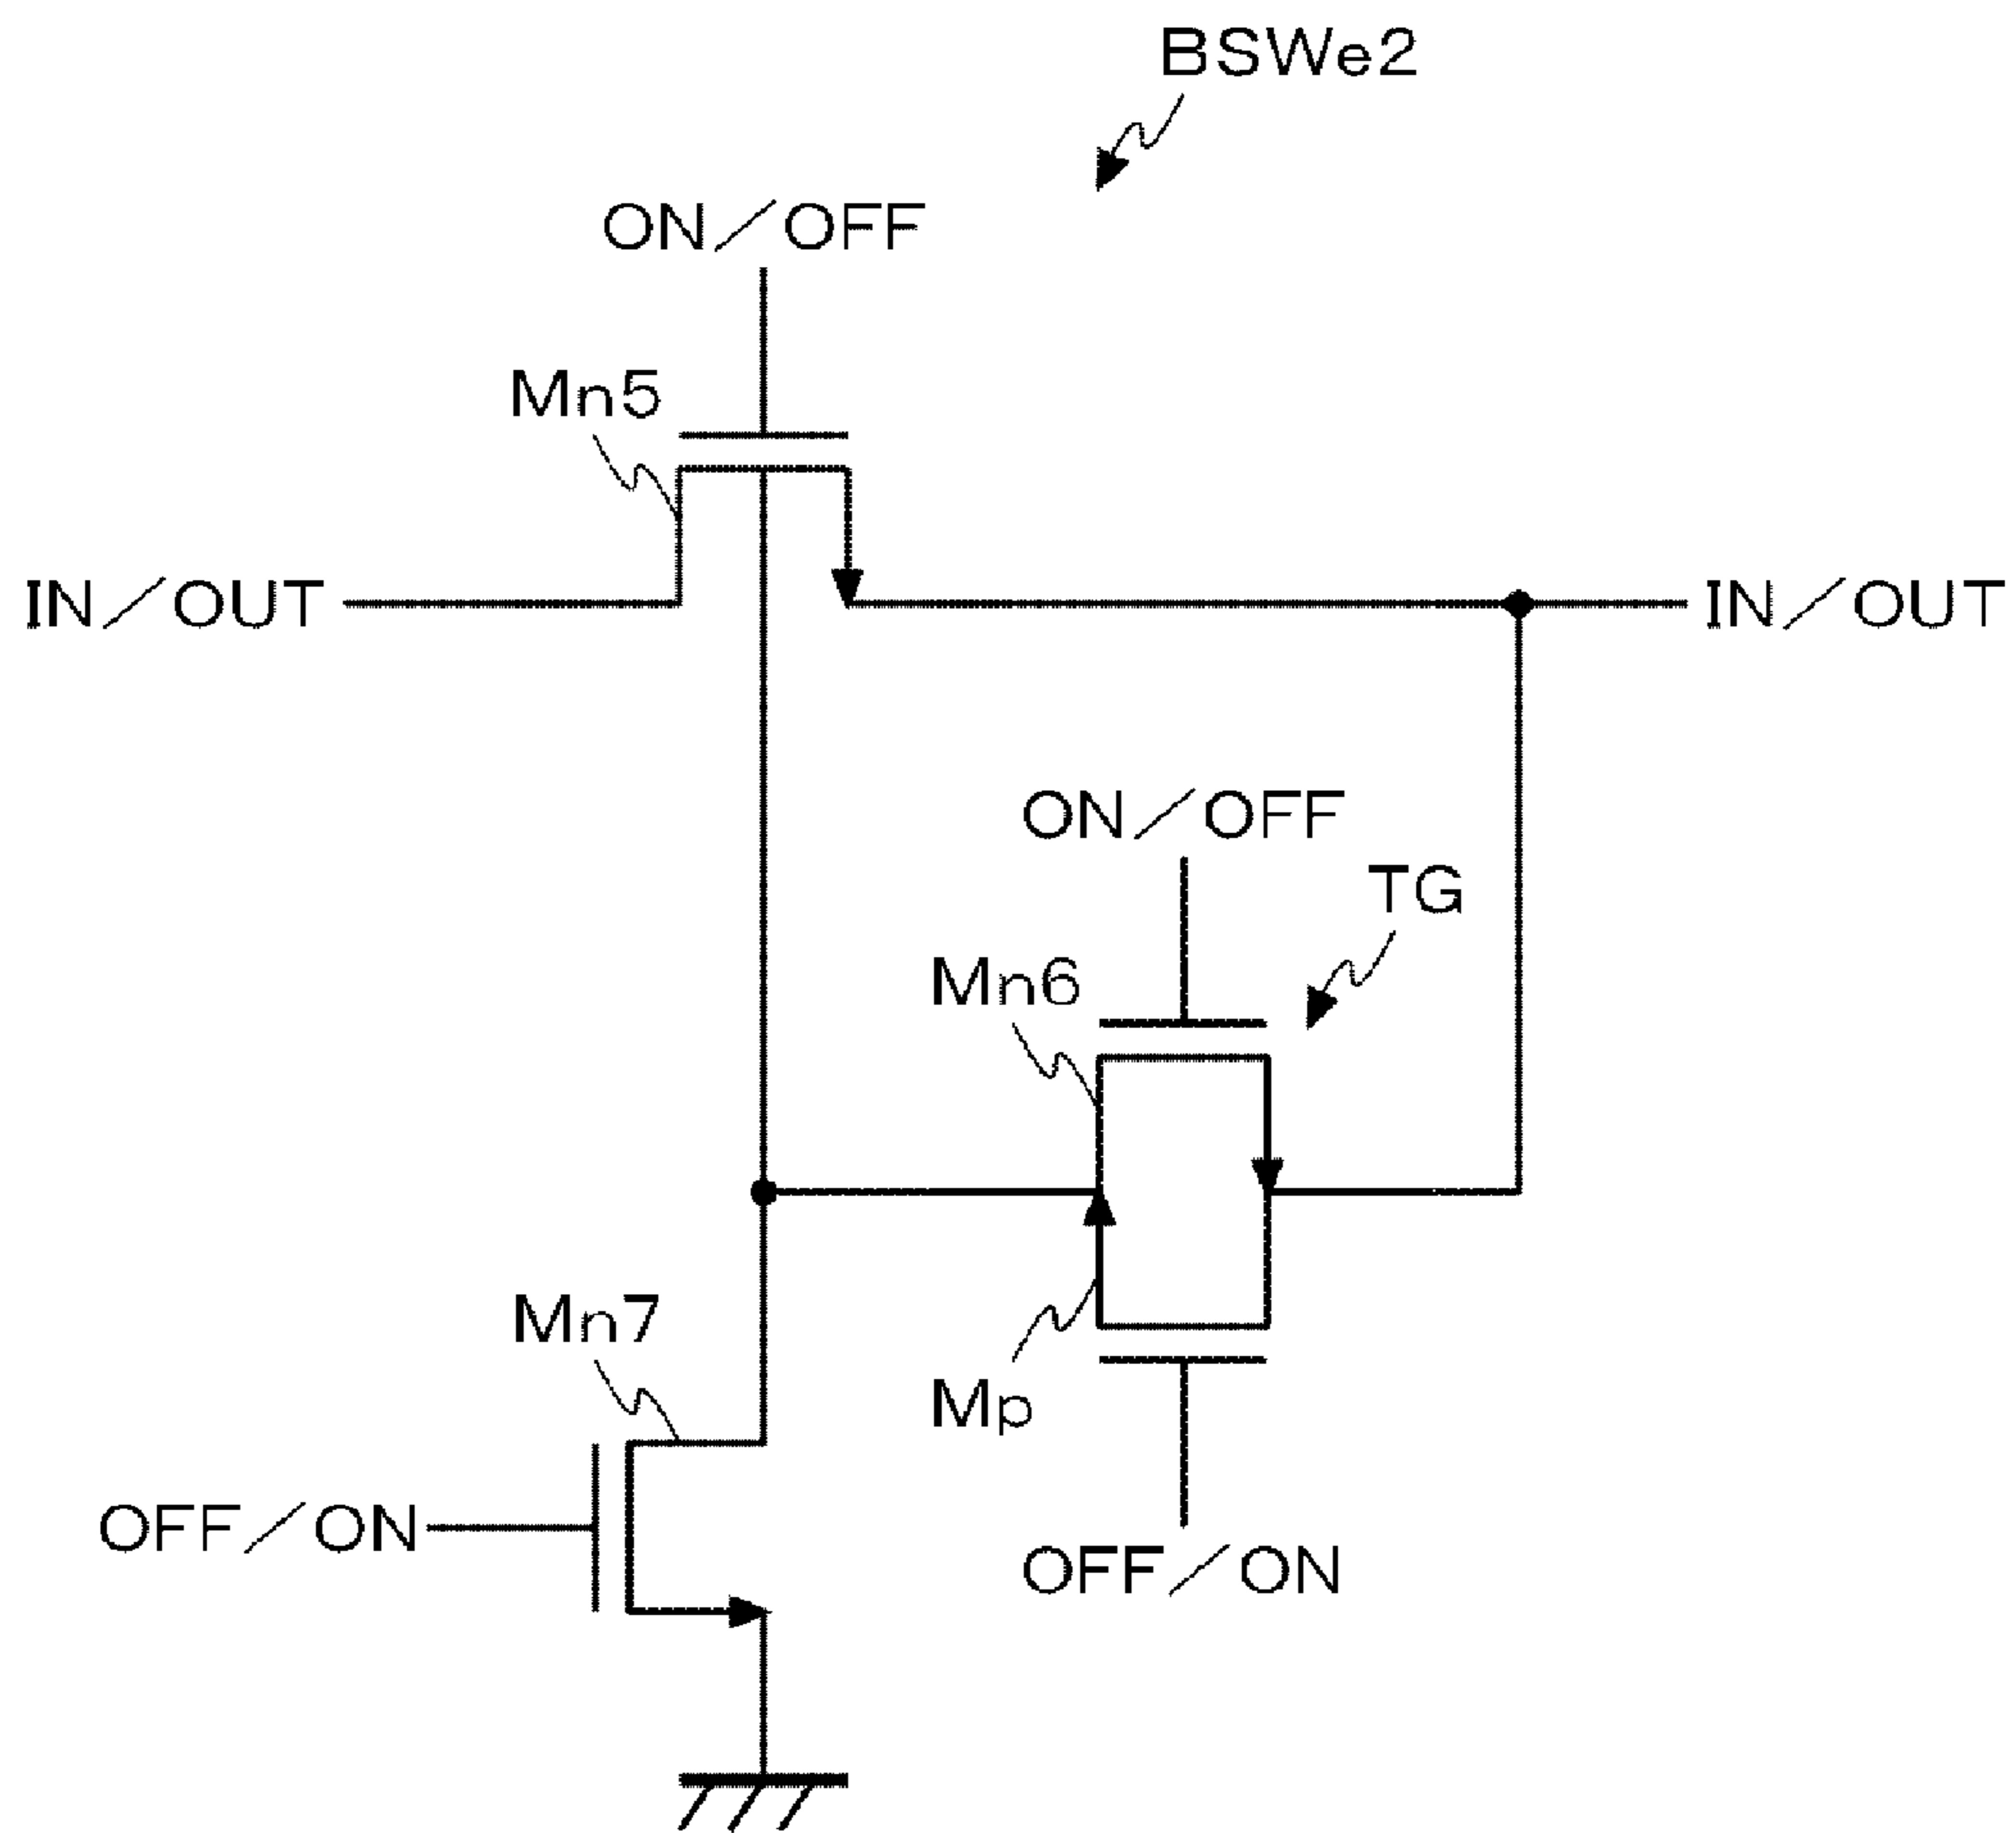 BSWe2
ON/OFF
Mn5
IN/OUT
IN/OUT
ON/OFF
TG
Mn6
Mn7
Mp
OFF/ON
OFF/ON